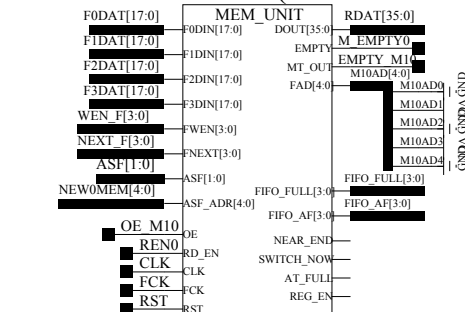 MEM_UNIT
F0DAT[17:0]
F0DIN[17:0]
F1DAT[17:0]
F1DIN[17:0]
F2DAT[17:0]
F2DIN[17:0]
F3DAT[17:0]
F3DIN[17:0]
WEN_F[3:0]
FWEN[3:0]
NEXT_F[3:0]
FNEXT[3:0]
ASF[1:0]
ASF[1:0]
NEW0MEM[4:0]
ASF_ADR[4:0]
OE_M10
OE
REN0
RD_EN
CLK
CLK
FCK
FCK
RST
RST
DOUT[35:0]
RDAT[35:0]
EMPTY
M_EMPTY0
MT_OUT
EMPTY_M10
FAD[4:0]
M10AD[4:0]
M10AD0
M10AD1
M10AD2
M10AD3
M10AD4
FIFO_FULL[3:0]
FIFO_FULL[3:0]
FIFO_AF[3:0]
FIFO_AF[3:0]
NEAR_END
SWITCH_NOW
AT_FULL
REG_EN